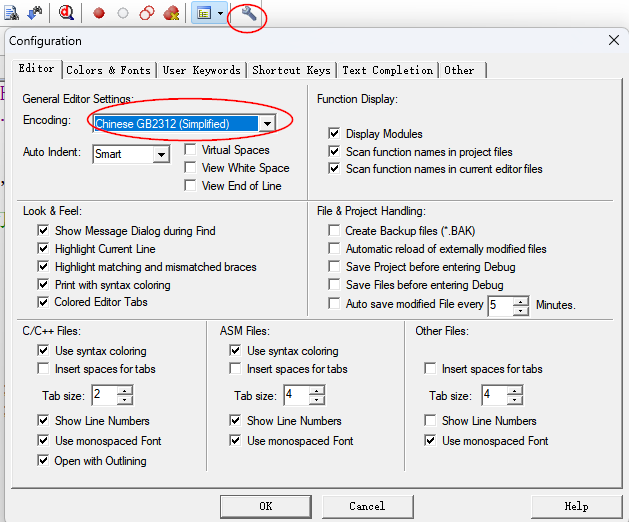 Configuration
Editor Colors & Fonts User Keywords Shortcut Keys Text Completion Other
General Editor Settings:
Encoding: Chinese GB2312 (Simplified)
Auto Indent: Smart
Virtual Spaces
View White Space
View End of Line
Function Display:
Display Modules
Scan function names in project files
Scan function names in current editor files
Look & Feel:
Show Message Dialog during Find
Highlight Current Line
Highlight matching and mismatched braces
Print with syntax coloring
Colored Editor Tabs
File & Project Handling:
Create Backup files (*.BAK)
Automatic reload of externally modified files
Save Project before entering Debug
Save Files before entering Debug
Auto save modified File every 5 Minutes.
C/C++ Files:
Use syntax coloring
Insert spaces for tabs
Tab size: 2
Show Line Numbers
Use monospaced Font
Open with Outlining
ASM Files:
Use syntax coloring
Insert spaces for tabs
Tab size: 4
Show Line Numbers
Use monospaced Font
Other Files:
Insert spaces for tabs
Tab size: 4
Show Line Numbers
Use monospaced Font
OK Cancel Help